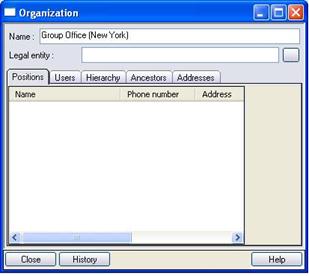 Organization
Name : Group Office (New York)
Legal entity :
Positions Users Hierarchy Ancestors Addresses
Name Phone number Address
Close History Help